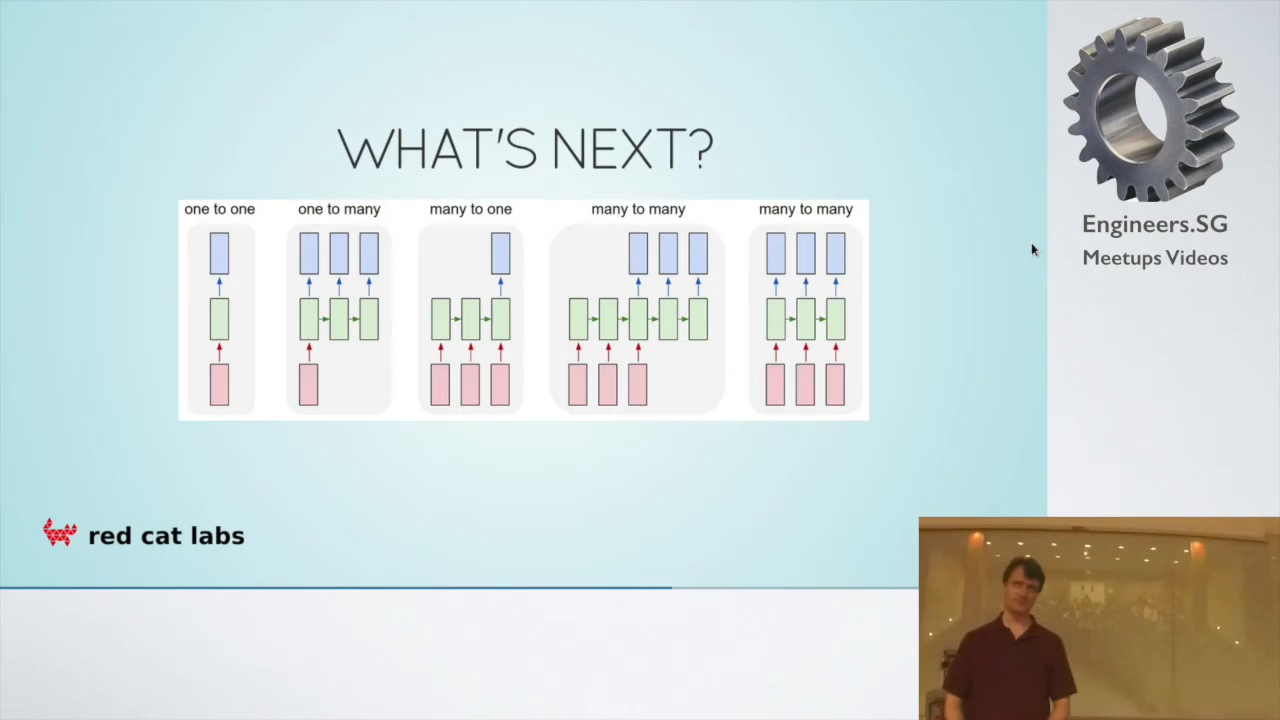 WHAT'S NEXT?
one to one
one to many
many to one
many to many
many to many
red cat labs
Engineers.SG
Meetups Videos